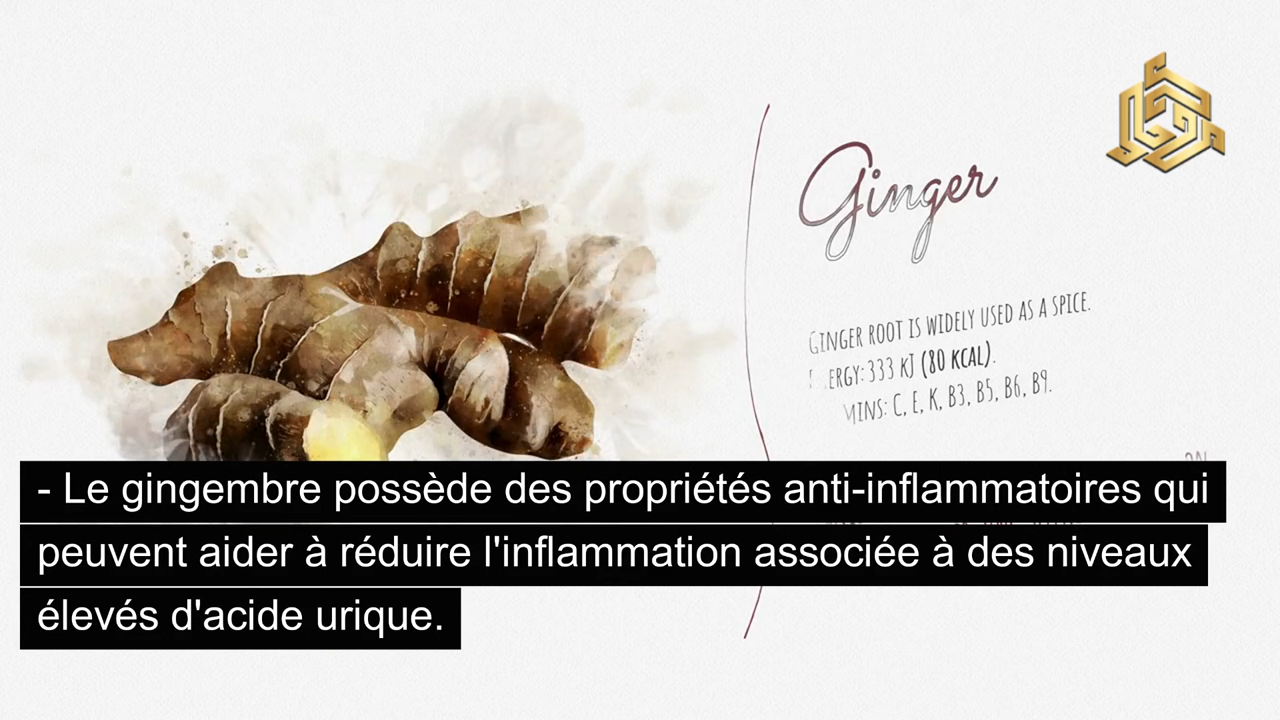 Ginger
GINGER ROOT IS WIDELY USED AS A SPICE.
ERGY: 333 KJ (80 KCAL).
MINS: C, E, K, B3, B5, B6, B9.
- Le gingembre possède des propriétés anti-inflammatoires qui
peuvent aider à réduire l'inflammation associée à des niveaux
élevés d'acide urique.